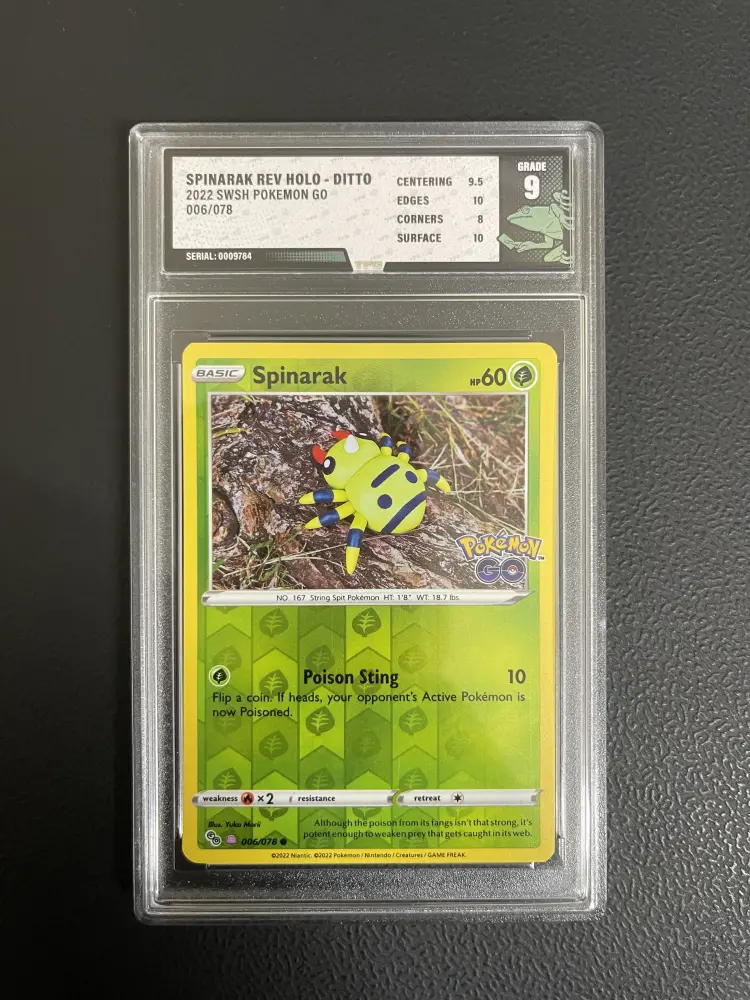 SPINARAK REV HOLO - DITTO
2022 SWSH POKEMON GO
006/078
SERIAL: 0009784
CENTERING 9.5
EDGES 10
CORNERS 8
SURFACE 10
GRADE
9
BASIC Spinarak HP60
POKéMON
GO
NO. 167 String Spit Pokémon HT: 1'8" WT: 18.7 lbs.
Poison Sting 10
Flip a coin. If heads, your opponent's Active Pokémon is
now Poisoned.
weakness ×2 resistance retreat
Illus. Yuka Morii
006/078
Although the poison from its fangs isn't that strong, it's
potent enough to weaken prey that gets caught in its web.
©2022 Niantic. ©2022 Pokémon / Nintendo / Creatures / GAME FREAK.